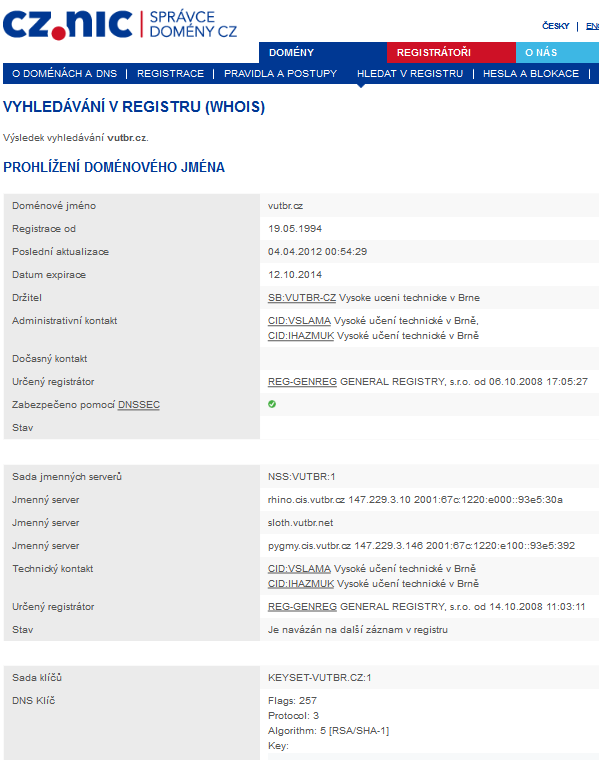 CZ.NIC SPRÁVCE
DOMÉNY CZ
ČESKY | EN
DOMÉNY REGISTRÁTOŘI O NÁS
O DOMÉNÁCH A DNS | REGISTRACE | PRAVIDLA A POSTUPY HLEDAT V REGISTRU | HESLA A BLOKACE |
VYHLEDÁVÁNÍ V REGISTRU (WHOIS)
Výsledek vyhledávání vutbr.cz.
PROHLÍŽENÍ DOMÉNOVÉHO JMÉNA
Doménové jméno vutbr.cz
Registrace od 19.05.1994
Poslední aktualizace 04.04.2012 00:54:29
Datum expirace 12.10.2014
Držitel SB:VUTBR-CZ Vysoke uceni technicke v Brne
Administrativní kontakt CID:VSLAMA Vysoké učení technické v Brně,
CID:IHAZMUK Vysoké učení technické v Brně
Dočasný kontakt
Určený registrátor REG-GENREG GENERAL REGISTRY, s.r.o. od 06.10.2008 17:05:27
Zabezpečeno pomocí DNSSEC
Stav
Sada jmenných serverů NSS:VUTBR:1
Jmenný server rhino.cis.vutbr.cz 147.229.3.10 2001:67c:1220:e000::93e5:30a
Jmenný server sloth.vutbr.net
Jmenný server pygmy.cis.vutbr.cz 147.229.3.146 2001:67c:1220:e100::93e5:392
Technický kontakt CID:VSLAMA Vysoké učení technické v Brně
CID:IHAZMUK Vysoké učení technické v Brně
Určený registrátor REG-GENREG GENERAL REGISTRY, s.r.o. od 14.10.2008 11:03:11
Stav Je navázán na další záznam v registru
Sada klíčů KEYSET-VUTBR.CZ:1
DNS Klíč Flags: 257
Protocol: 3
Algorithm: 5 [RSA/SHA-1]
Key: